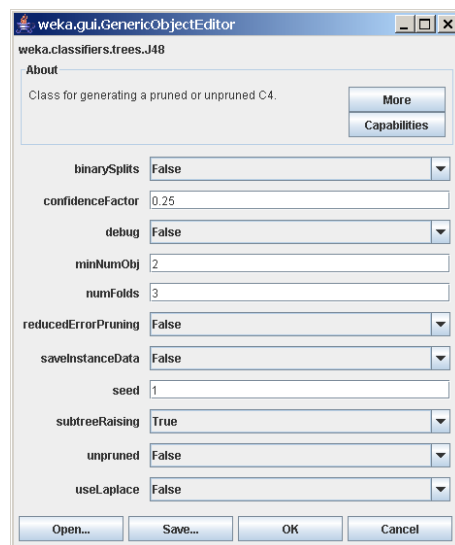 weka.gui.GenericObjectEditor
weka.classifiers.trees.J48
About
Class for generating a pruned or unpruned C4.
More
Capabilities
binarySplits False
confidenceFactor 0.25
debug False
minNumObj 2
numFolds 3
reducedErrorPruning False
saveInstanceData False
seed 1
subtreeRaising True
unpruned False
useLaplace False
Open... Save... OK Cancel